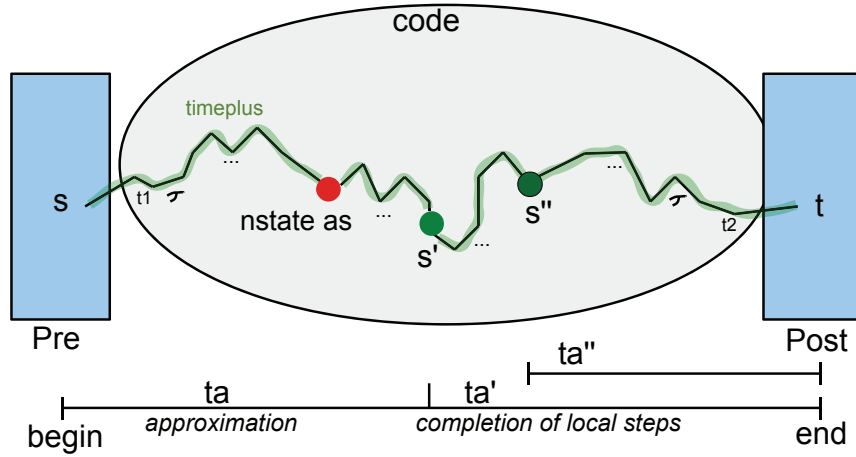 code
timeplus
...
...
s
t1
τ
nstate as
...
s'
...
s"
τ
t2
t
Pre
Post
ta"
ta
ta'
approximation
completion of local steps
begin
end